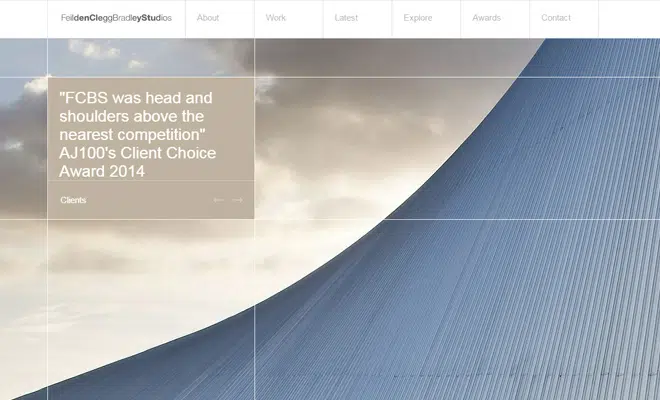 FeildenCleggBradleyStudios
About
Work
Latest
Explore
Awards
Contact
"FCBS was head and
shoulders above the
nearest competition"
AJ100's Client Choice
Award 2014
Clients